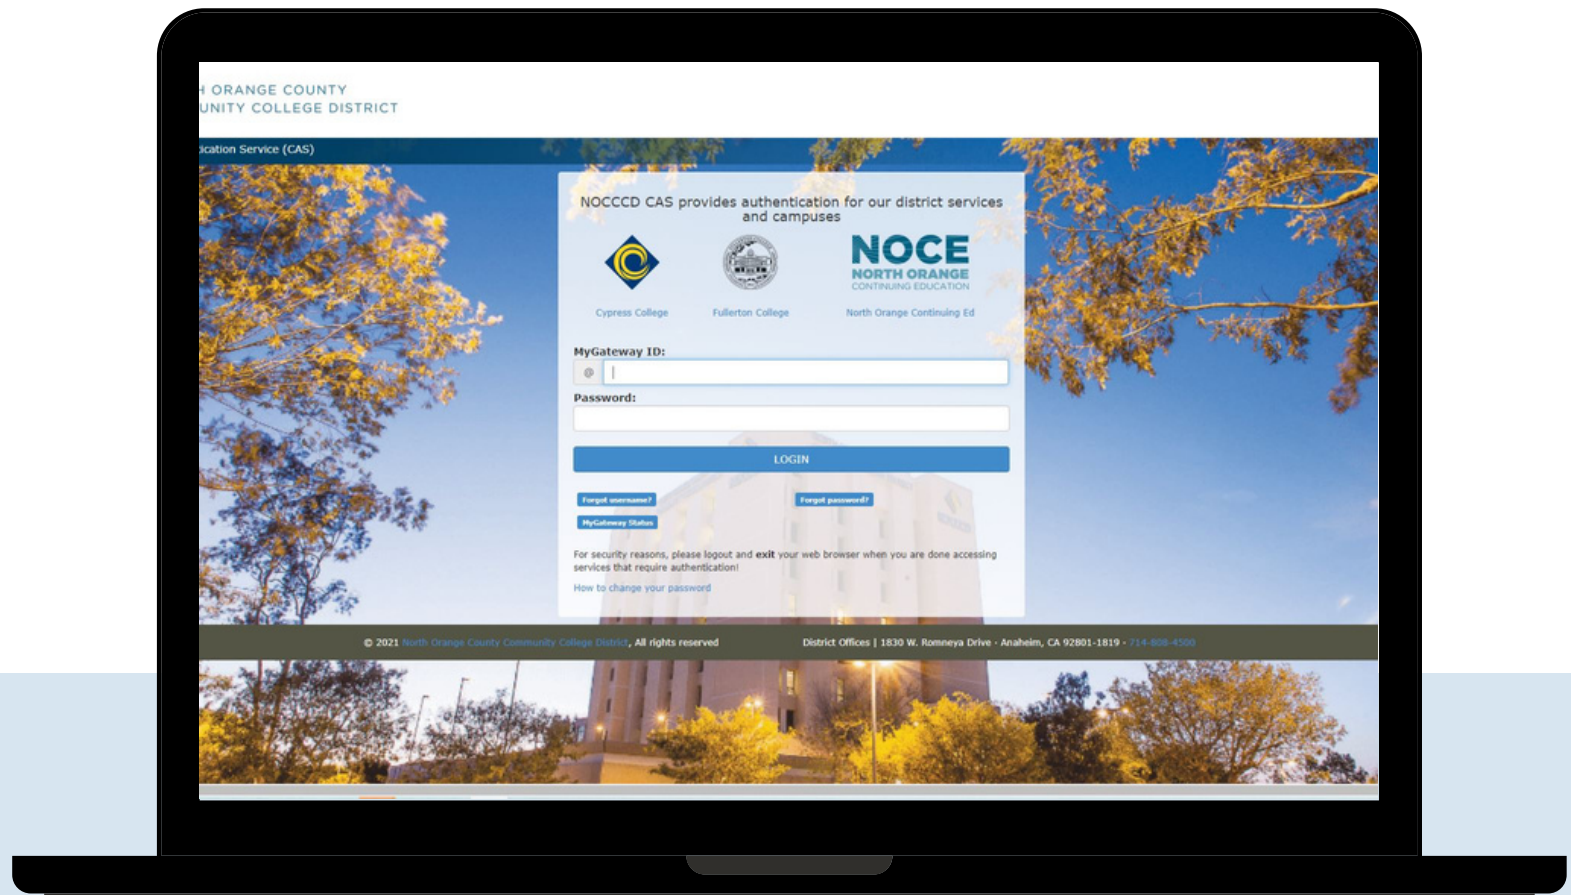 H ORANGE COUNTY
UNITY COLLEGE DISTRICT
ication Service (CAS)
NOCCCD CAS provides authentication for our district services
and campuses
NOCE
NORTH ORANGE
CONTINUING EDUCATION
Cypress College
Fullerton College
North Orange Continuing Ed
MyGateway ID:
@
Password:
LOGIN
Forgot username?
Forgot password?
MyGateway Status
For security reasons, please logout and exit your web browser when you are done accessing
services that require authentication!
How to change your password
© 2021 North Orange County Community College District, All rights reserved
District Offices | 1830 W. Romneya Drive - Anaheim, CA 92801-1819 - 714-808-4500